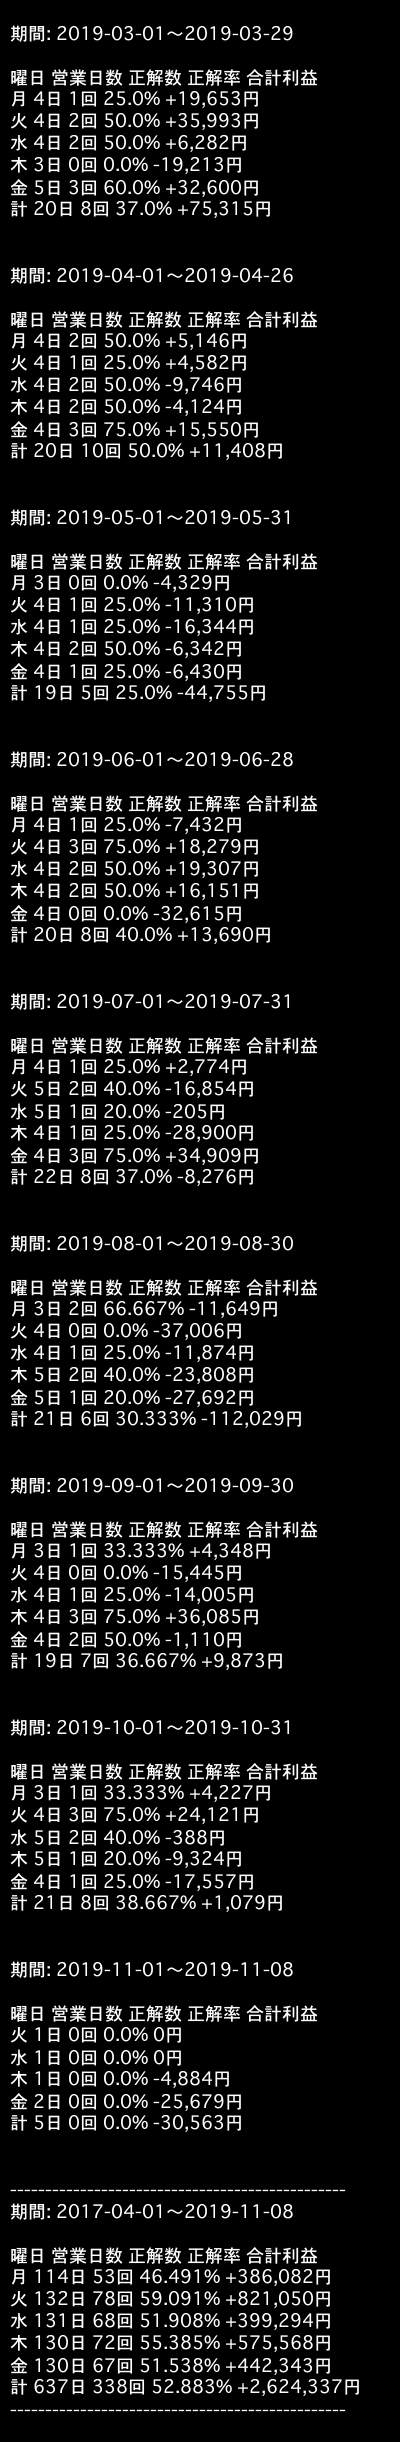 期間: 2019-03-01～2019-03-29
曜日 営業日数 正解数 正解率 合計利益
月 4日 1回 25.0% +19,653円
火 4日 2回 50.0% +35,993円
水 4日 2回 50.0% +6,282円
木 3日 0回 0.0% -19,213円
金 5日 3回 60.0% +32,600円
計 20日 8回 37.0% +75,315円
期間: 2019-04-01～2019-04-26
曜日 営業日数 正解数 正解率 合計利益
月 4日 2回 50.0% +5,146円
火 4日 1回 25.0% +4,582円
水 4日 2回 50.0% -9,746円
木 4日 2回 50.0% -4,124円
金 4日 3回 75.0% +15,550円
計 20日 10回 50.0% +11,408円
期間: 2019-05-01～2019-05-31
曜日 営業日数 正解数 正解率 合計利益
月 3日 0回 0.0% -4,329円
火 4日 1回 25.0% -11,310円
水 4日 1回 25.0% -16,344円
木 4日 2回 50.0% -6,342円
金 4日 1回 25.0% -6,430円
計 19日 5回 25.0% -44,755円
期間: 2019-06-01～2019-06-28
曜日 営業日数 正解数 正解率 合計利益
月 4日 1回 25.0% -7,432円
火 4日 3回 75.0% +18,279円
水 4日 2回 50.0% +19,307円
木 4日 2回 50.0% +16,151円
金 4日 0回 0.0% -32,615円
計 20日 8回 40.0% +13,690円
期間: 2019-07-01～2019-07-31
曜日 営業日数 正解数 正解率 合計利益
月 4日 1回 25.0% +2,774円
火 5日 2回 40.0% -16,854円
水 5日 1回 20.0% -205円
木 4日 1回 25.0% -28,900円
金 4日 3回 75.0% +34,909円
計 22日 8回 37.0% -8,276円
期間: 2019-08-01～2019-08-30
曜日 営業日数 正解数 正解率 合計利益
月 3日 2回 66.667% -11,649円
火 4日 0回 0.0% -37,006円
水 4日 1回 25.0% -11,874円
木 5日 2回 40.0% -23,808円
金 5日 1回 20.0% -27,692円
計 21日 6回 30.333% -112,029円
期間: 2019-09-01～2019-09-30
曜日 営業日数 正解数 正解率 合計利益
月 3日 1回 33.333% +4,348円
火 4日 0回 0.0% -15,445円
水 4日 1回 25.0% -14,005円
木 4日 3回 75.0% +36,085円
金 4日 2回 50.0% -1,110円
計 19日 7回 36.667% +9,873円
期間: 2019-10-01～2019-10-31
曜日 営業日数 正解数 正解率 合計利益
月 3日 1回 33.333% +4,227円
火 4日 3回 75.0% +24,121円
水 5日 2回 40.0% -388円
木 5日 1回 20.0% -9,324円
金 4日 1回 25.0% -17,557円
計 21日 8回 38.667% +1,079円
期間: 2019-11-01～2019-11-08
曜日 営業日数 正解数 正解率 合計利益
火 1日 0回 0.0% 0円
水 1日 0回 0.0% 0円
木 1日 0回 0.0% -4,884円
金 2日 0回 0.0% -25,679円
計 5日 0回 0.0% -30,563円
------------------------------------------------
期間: 2017-04-01～2019-11-08
曜日 営業日数 正解数 正解率 合計利益
月 114日 53回 46.491% +386,082円
火 132日 78回 59.091% +821,050円
水 131日 68回 51.908% +399,294円
木 130日 72回 55.385% +575,568円
金 130日 67回 51.538% +442,343円
計 637日 338回 52.883% +2,624,337円
------------------------------------------------